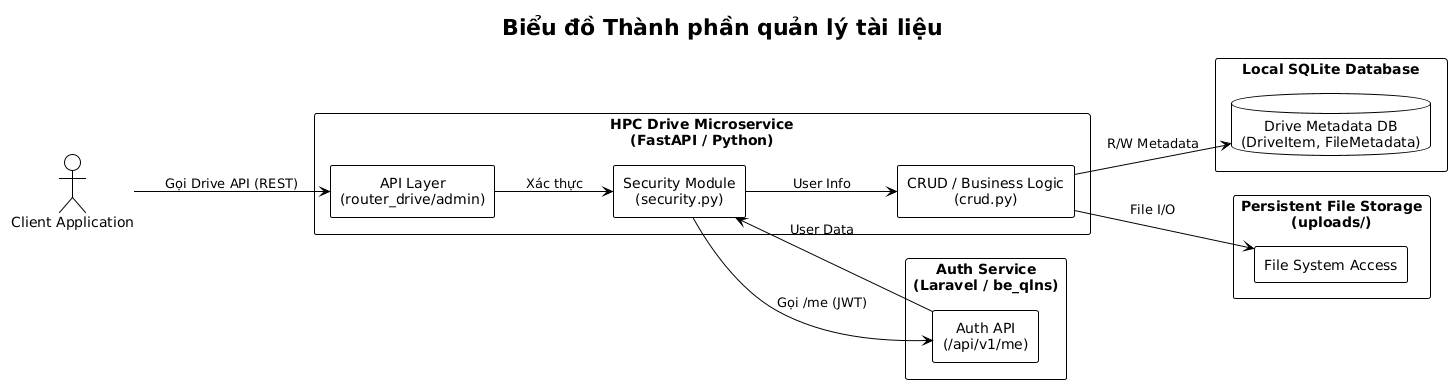 Biểu đồ Thành phần quản lý tài liệu
Client Application
Gọi Drive API (REST)
HPC Drive Microservice
(FastAPI / Python)
API Layer
(router_drive/admin)
Xác thực
Security Module
(security.py)
User Info
CRUD / Business Logic
(crud.py)
R/W Metadata
Local SQLite Database
Drive Metadata DB
(DriveItem, FileMetadata)
File I/O
Persistent File Storage
(uploads/)
File System Access
User Data
Gọi /me (JWT)
Auth Service
(Laravel / be_qlns)
Auth API
(/api/v1/me)